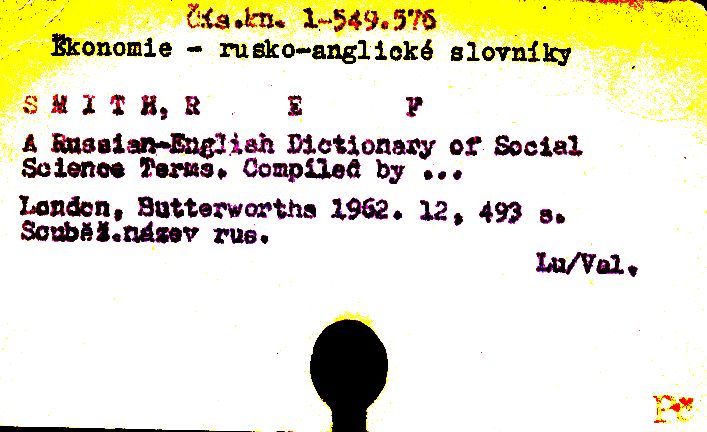 Čís.kn. 1-549.576
Ekonomie - rusko-anglické slovníky
SMITH, R E F
A Russian-English Dictionary of Social
Science Terms. Compiled by ...
London, Butterworths 1962. 12, 493 s.
Souběž.název rus.
Lu/Val.